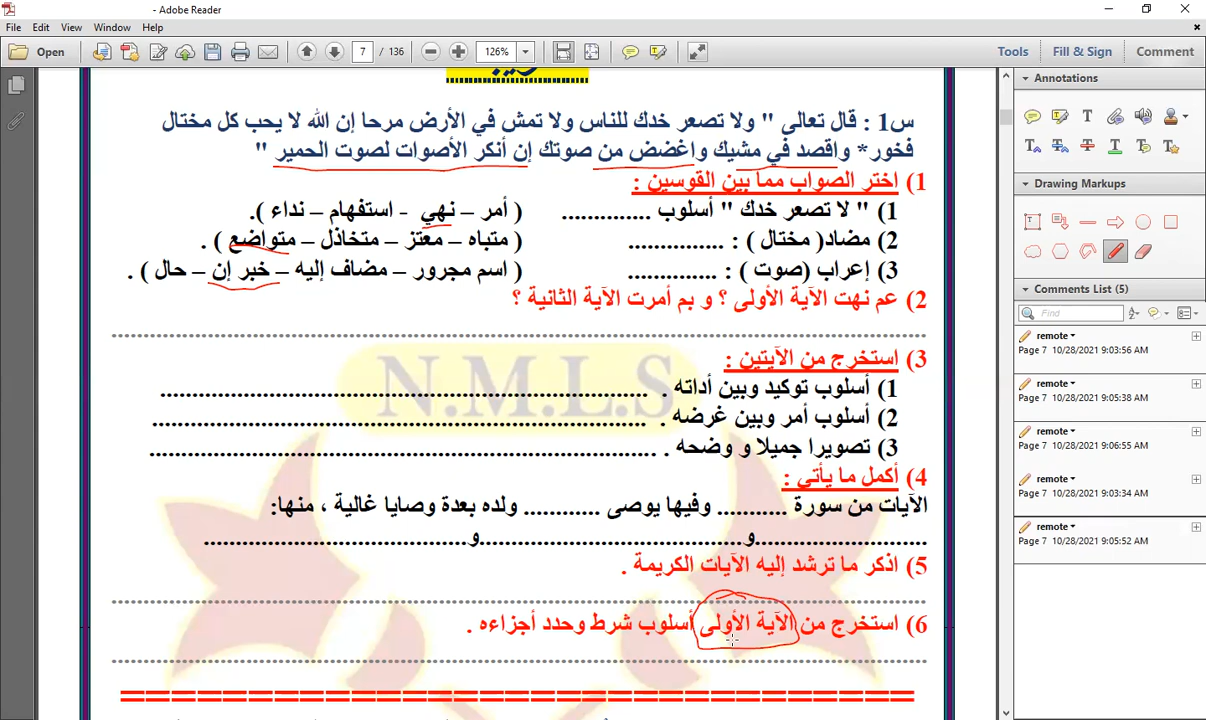 - Adobe Reader
File Edit View Window Help
Open 7 / 136 126% Tools Fill & Sign Comment
س1 : قال تعالى " ولا تصعر خدك للناس ولا تمش في الأرض مرحا إن الله لا يحب كل مختال
فخور* واقصد في مشيك واغضض من صوتك إن أنكر الأصوات لصوت الحمير "
1) اختر الصواب مما بين القوسين :
1) " لا تصعر خدك " أسلوب .............. ( أمر – نهي - استفهام – نداء ).
2) مضاد( مختال ) : ............... ( متباه – معتز – متخاذل – متواضع ) .
3) إعراب (صوت ) : .............. ( اسم مجرور – مضاف إليه – خبر إن – حال ) .
2) عم نهت الآية الأولى ؟ و بم أمرت الآية الثانية ؟
3) استخرج من الآيتين :
1) أسلوب توكيد وبين أداته . ................................................
2) أسلوب أمر وبين غرضه . ................................................
3) تصويرا جميلا و وضحه . ................................................
4) أكمل ما يأتي :
الآيات من سورة ........... وفيها يوصى ............ ولده بعدة وصايا غالية ، منها:
...........................و..........................................و..........................................
5) اذكر ما ترشد إليه الآيات الكريمة .
6) استخرج من الآية الأولى أسلوب شرط وحدد أجزاءه .
N.M.L.S
Annotations
Drawing Markups
Comments List (5)
Find
remote
Page 7 10/28/2021 9:03:56 AM
remote
Page 7 10/28/2021 9:05:38 AM
remote
Page 7 10/28/2021 9:06:55 AM
remote
Page 7 10/28/2021 9:03:34 AM
remote
Page 7 10/28/2021 9:05:52 AM